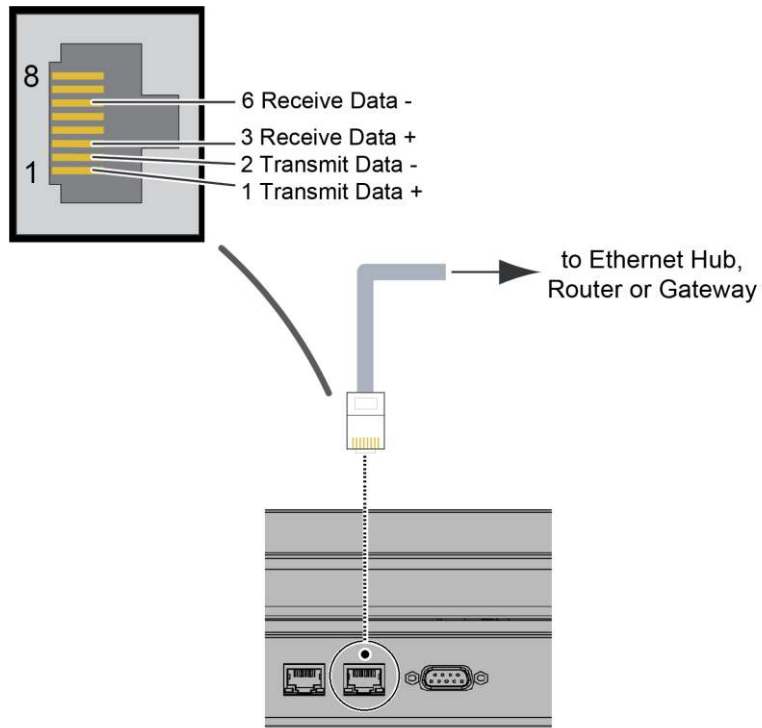 8
6 Receive Data -
3 Receive Data +
2 Transmit Data -
1
1 Transmit Data +
to Ethernet Hub,
Router or Gateway